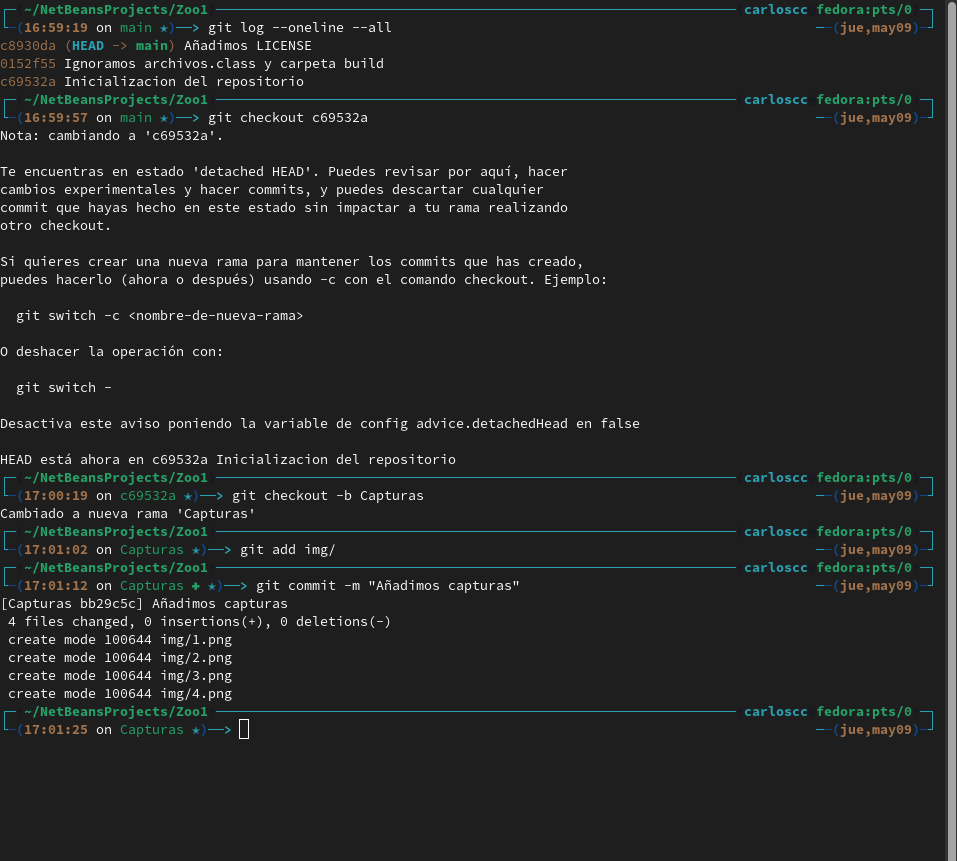 ~/NetBeansProjects/Zoo1 carloscc fedora:pts/0
(16:59:19 on main ★)──> git log --oneline --all (jue,may09)
c8930da (HEAD -> main) Añadimos LICENSE
0152f55 Ignoramos archivos.class y carpeta build
c69532a Inicializacion del repositorio
~/NetBeansProjects/Zoo1 carloscc fedora:pts/0
(16:59:57 on main ★)──> git checkout c69532a (jue,may09)
Nota: cambiando a 'c69532a'.
Te encuentras en estado 'detached HEAD'. Puedes revisar por aquí, hacer
cambios experimentales y hacer commits, y puedes descartar cualquier
commit que hayas hecho en este estado sin impactar a tu rama realizando
otro checkout.
Si quieres crear una nueva rama para mantener los commits que has creado,
puedes hacerlo (ahora o después) usando -c con el comando checkout. Ejemplo:
git switch -c <nombre-de-nueva-rama>
O deshacer la operación con:
git switch -
Desactiva este aviso poniendo la variable de config advice.detachedHead en false
HEAD está ahora en c69532a Inicializacion del repositorio
~/NetBeansProjects/Zoo1 carloscc fedora:pts/0
(17:00:19 on c69532a ★)──> git checkout -b Capturas (jue,may09)
Cambiado a nueva rama 'Capturas'
~/NetBeansProjects/Zoo1 carloscc fedora:pts/0
(17:01:02 on Capturas ★)──> git add img/ (jue,may09)
~/NetBeansProjects/Zoo1 carloscc fedora:pts/0
(17:01:12 on Capturas ✚ ★)──> git commit -m "Añadimos capturas" (jue,may09)
[Capturas bb29c5c] Añadimos capturas
4 files changed, 0 insertions(+), 0 deletions(-)
create mode 100644 img/1.png
create mode 100644 img/2.png
create mode 100644 img/3.png
create mode 100644 img/4.png
~/NetBeansProjects/Zoo1 carloscc fedora:pts/0
(17:01:25 on Capturas ★)──> (jue,may09)